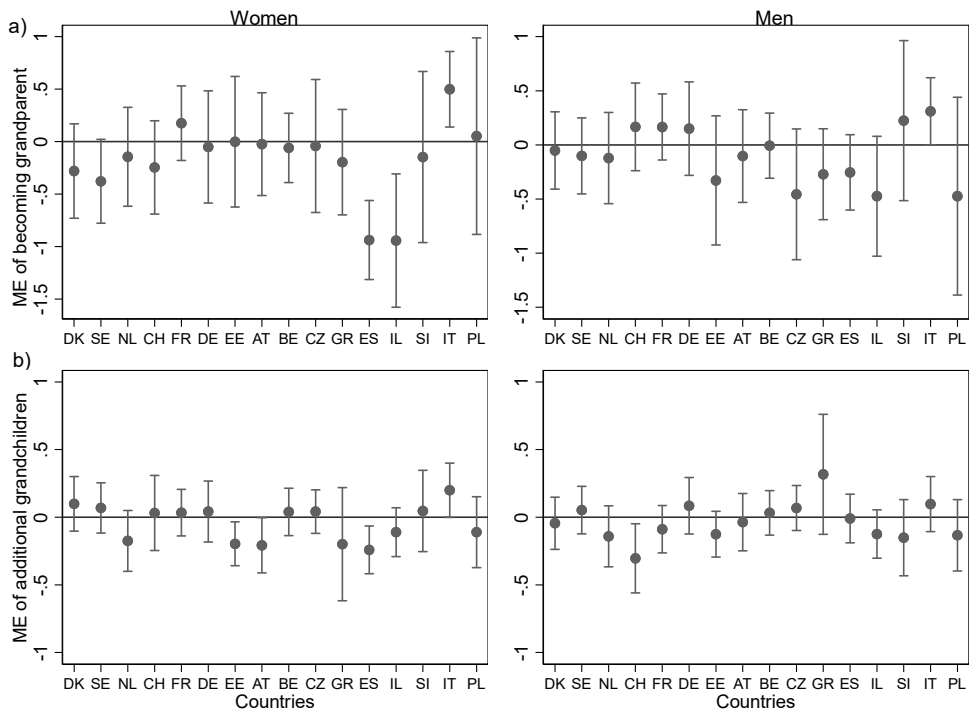 Women Men
a)
ME of becoming grandparent
1
.5
0
-.5
-1
-1.5
DK SE NL CH FR DE EE AT BE CZ GR ES IL SI IT PL
1
.5
0
-.5
-1
-1.5
DK SE NL CH FR DE EE AT BE CZ GR ES IL SI IT PL
b)
ME of additional grandchildren
1
.5
0
-.5
-1
DK SE NL CH FR DE EE AT BE CZ GR ES IL SI IT PL
Countries
1
.5
0
-.5
-1
DK SE NL CH FR DE EE AT BE CZ GR ES IL SI IT PL
Countries